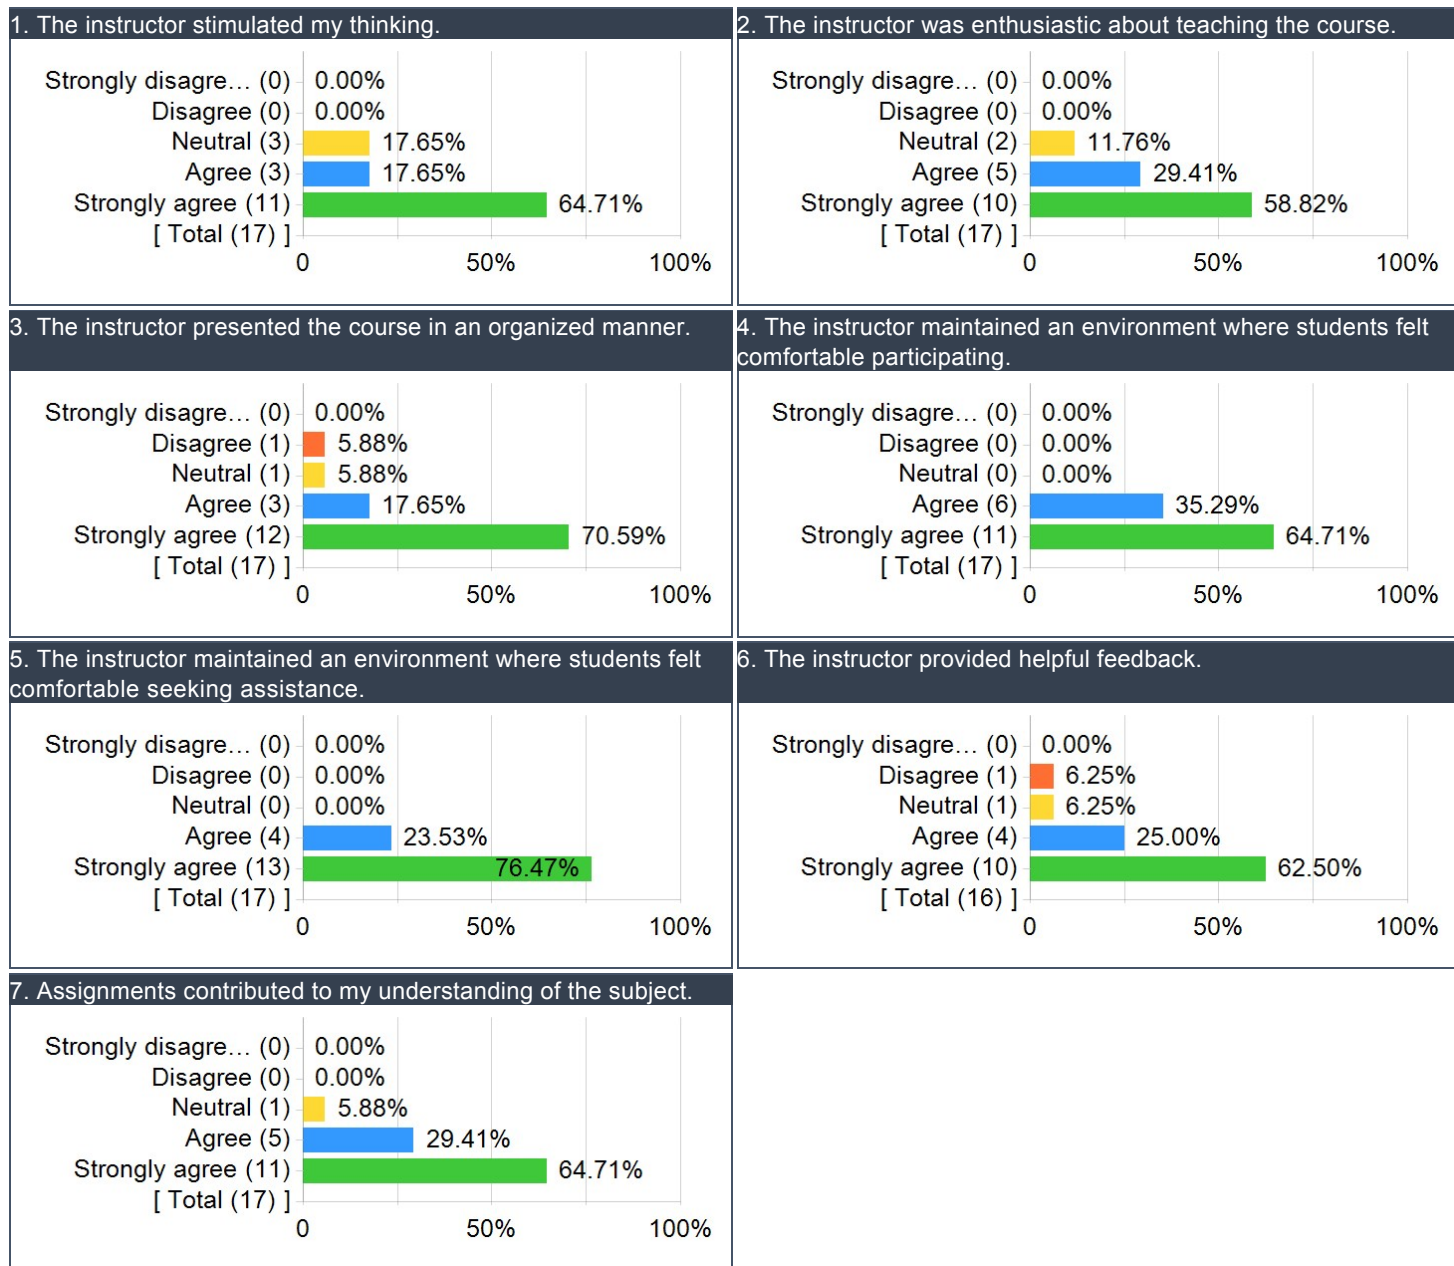 1. The instructor stimulated my thinking.
Strongly disagre... (0) 0.00%
Disagree (0) 0.00%
Neutral (3) 17.65%
Agree (3) 17.65%
Strongly agree (11) 64.71%
[ Total (17) ]
0 50% 100%
2. The instructor was enthusiastic about teaching the course.
Strongly disagre... (0) 0.00%
Disagree (0) 0.00%
Neutral (2) 11.76%
Agree (5) 29.41%
Strongly agree (10) 58.82%
[ Total (17) ]
0 50% 100%
3. The instructor presented the course in an organized manner.
Strongly disagre... (0) 0.00%
Disagree (1) 5.88%
Neutral (1) 5.88%
Agree (3) 17.65%
Strongly agree (12) 70.59%
[ Total (17) ]
0 50% 100%
4. The instructor maintained an environment where students felt
comfortable participating.
Strongly disagre... (0) 0.00%
Disagree (0) 0.00%
Neutral (0) 0.00%
Agree (6) 35.29%
Strongly agree (11) 64.71%
[ Total (17) ]
0 50% 100%
5. The instructor maintained an environment where students felt
comfortable seeking assistance.
Strongly disagre... (0) 0.00%
Disagree (0) 0.00%
Neutral (0) 0.00%
Agree (4) 23.53%
Strongly agree (13) 76.47%
[ Total (17) ]
0 50% 100%
6. The instructor provided helpful feedback.
Strongly disagre... (0) 0.00%
Disagree (1) 6.25%
Neutral (1) 6.25%
Agree (4) 25.00%
Strongly agree (10) 62.50%
[ Total (16) ]
0 50% 100%
7. Assignments contributed to my understanding of the subject.
Strongly disagre... (0) 0.00%
Disagree (0) 0.00%
Neutral (1) 5.88%
Agree (5) 29.41%
Strongly agree (11) 64.71%
[ Total (17) ]
0 50% 100%